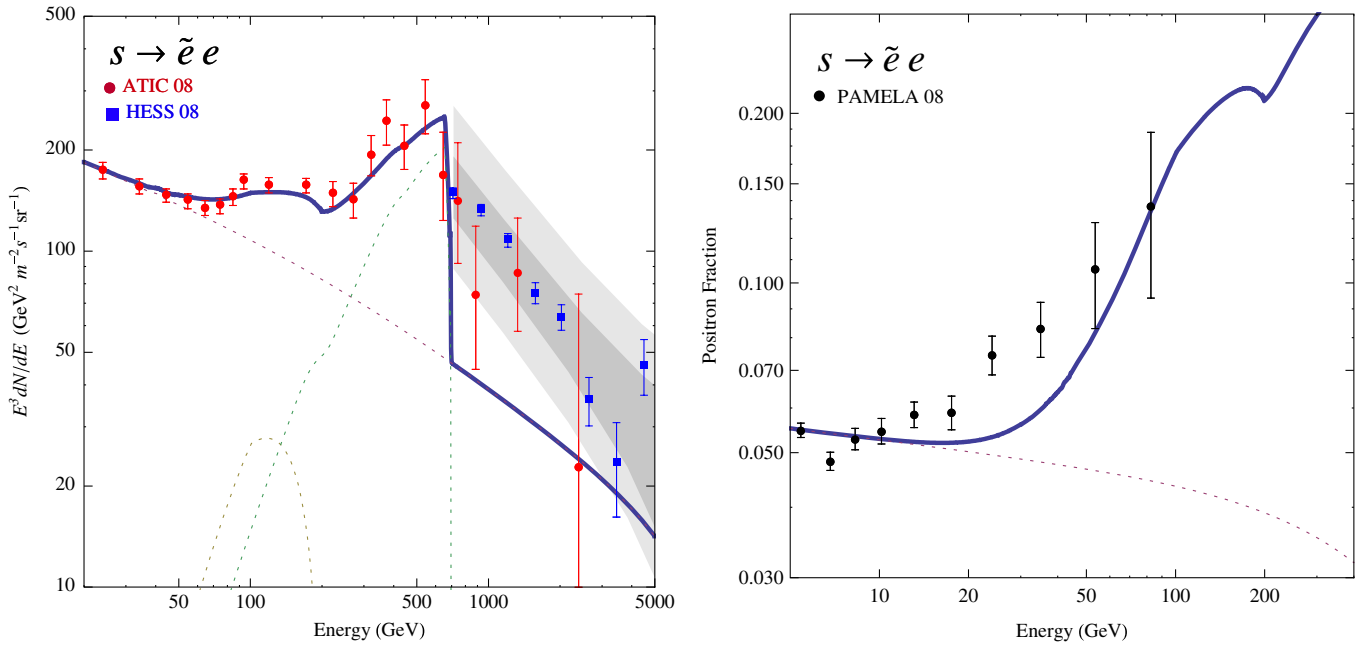 s → ẽ e
ATIC 08
HESS 08
500
200
100
50
20
10
50
100
500
1000
5000
Energy (GeV)
E³ dN/dE (GeV² m⁻²s⁻¹sr⁻¹)
s → ẽ e
PAMELA 08
0.200
0.150
0.100
0.070
0.050
0.030
10
20
50
100
200
Energy (GeV)
Positron Fraction